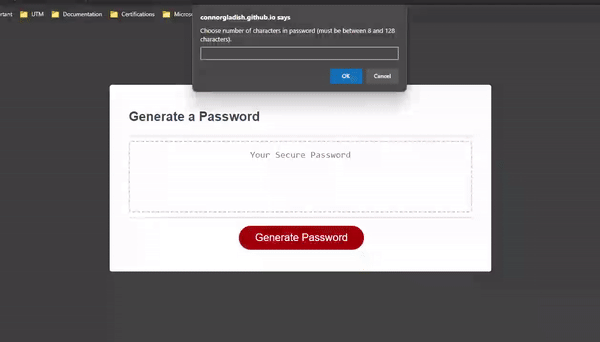 connorgladish.github.io says
Choose number of characters in password (must be between 8 and 128
characters).
OK Cancel
rtant UTM Documentation Certifications Micros
Generate a Password
Your Secure Password
Generate Password